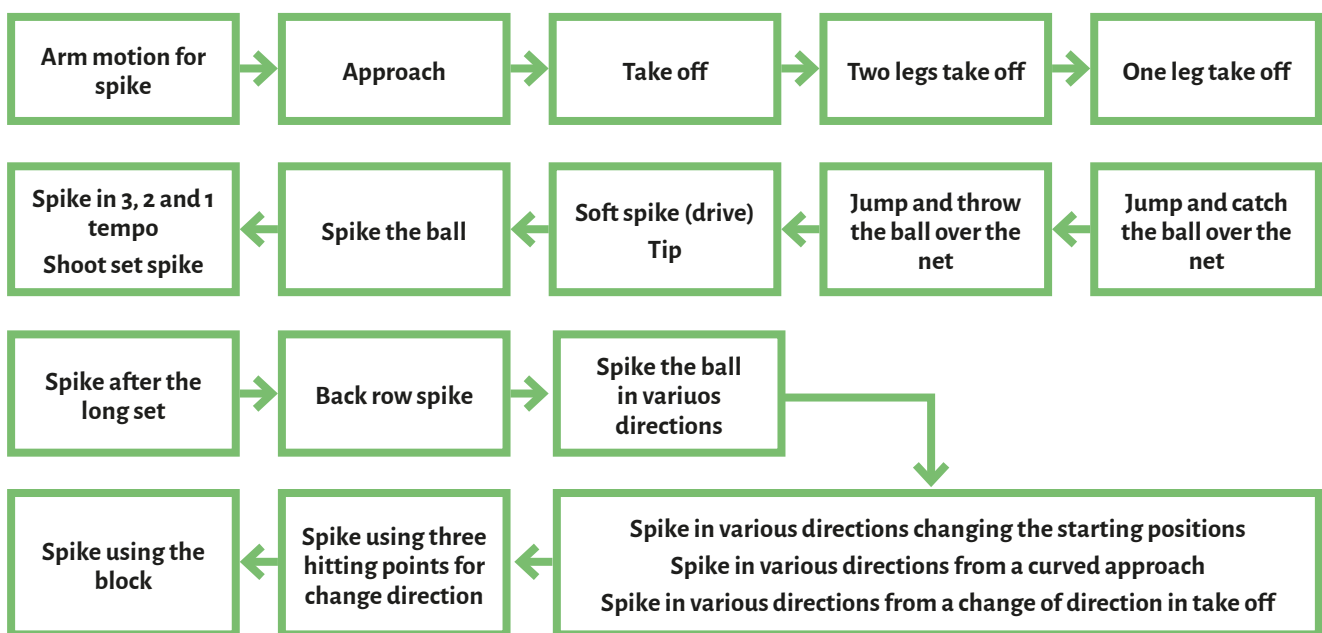 Arm motion for
spike
Approach
Take off
Two legs take off
One leg take off
Spike in 3, 2 and 1
tempo
Shoot set spike
Spike the ball
Soft spike (drive)
Tip
Jump and throw
the ball over the
net
Jump and catch
the ball over the
net
Spike after the
long set
Back row spike
Spike the ball
in variuos
directions
Spike using the
block
Spike using three
hitting points for
change direction
Spike in various directions changing the starting positions
Spike in various directions from a curved approach
Spike in various directions from a change of direction in take off